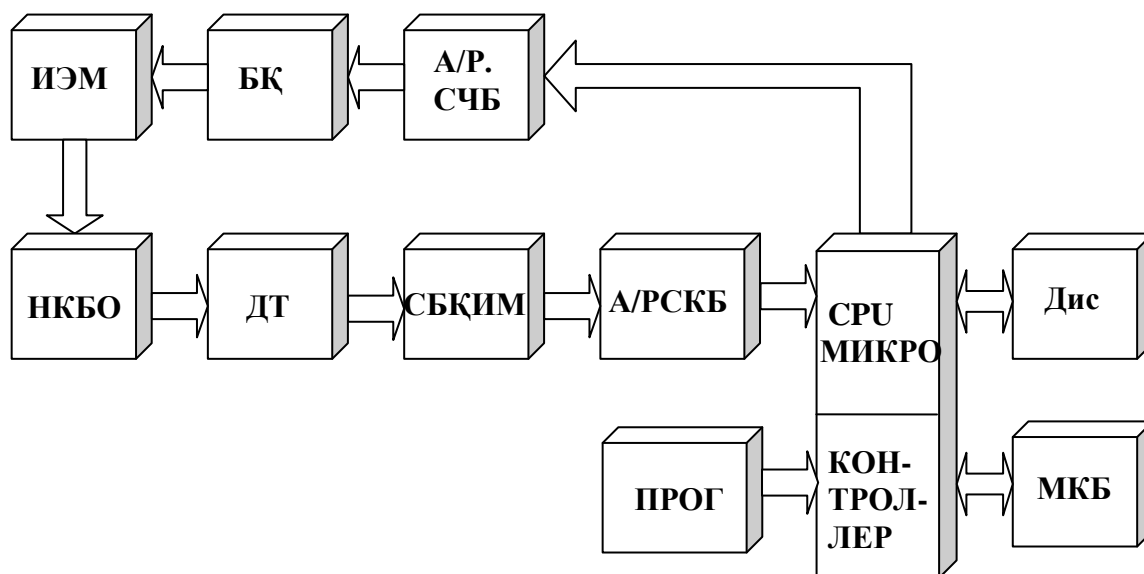 ИЭМ
БҚ
А/Р.
СЧБ
НКБО
ДТ
СБҚИМ
А/РСКБ
CPU
МИКРО
Дис
ПРОГ
КОН-
ТРОЛ-
ЛЕР
МКБ